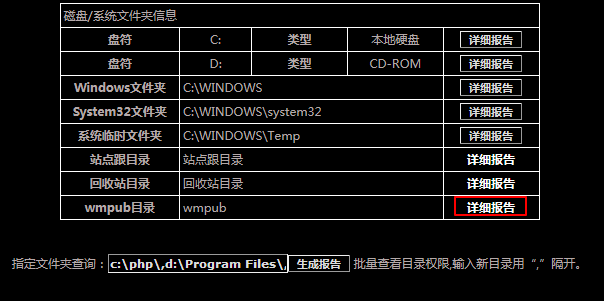 磁盘/系统文件夹信息
盘符 C: 类型 本地硬盘 详细报告
盘符 D: 类型 CD-ROM 详细报告
Windows文件夹 C:\WINDOWS 详细报告
System32文件夹 C:\WINDOWS\system32 详细报告
系统临时文件夹 C:\WINDOWS\Temp 详细报告
站点跟目录 站点跟目录 详细报告
回收站目录 回收站目录 详细报告
wmpub目录 wmpub 详细报告
指定文件夹查询：c:\php\,d:\Program Files\, 生成报告 批量查看目录权限,输入新目录用“,”隔开。